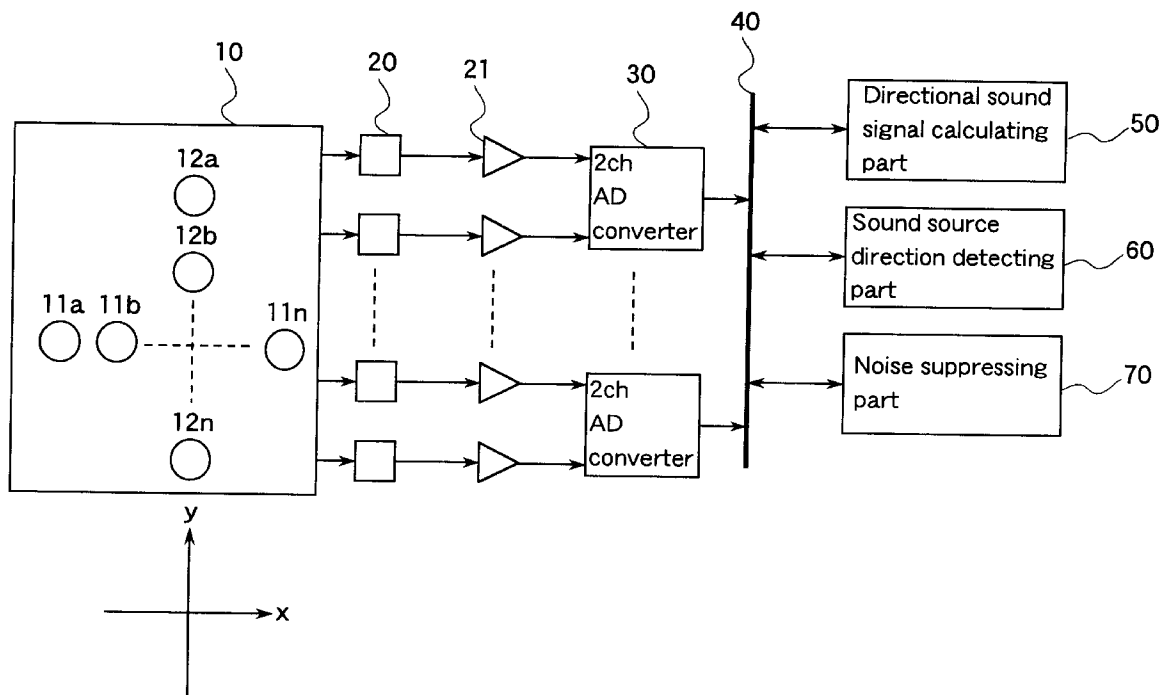 10
20
21
30
40
12a
12b
11a 11b
11n
12n
2ch
AD
converter
2ch
AD
converter
Directional sound
signal calculating
part
50
Sound source
direction detecting
part
60
Noise suppressing
part
70
y
x